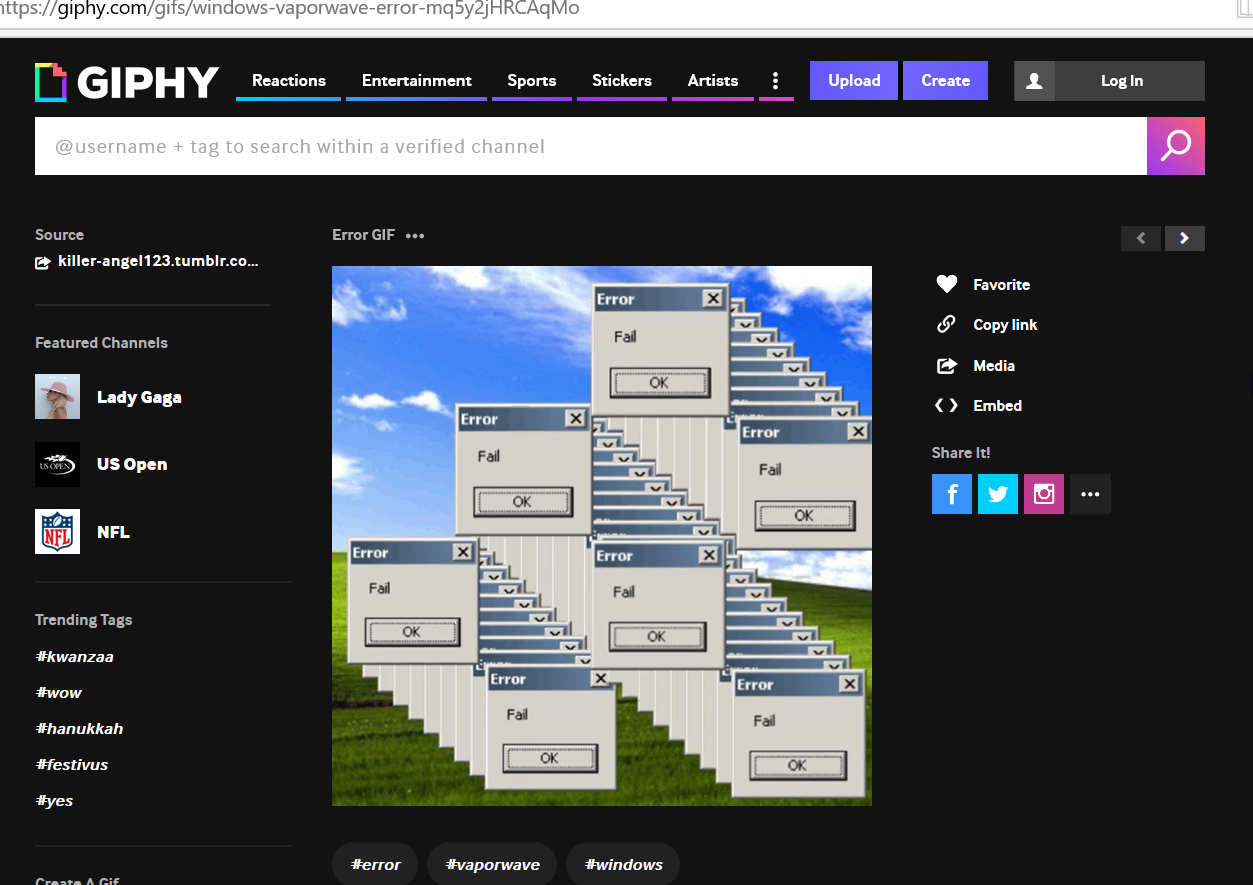 https://giphy.com/gifs/windows-vaporwave-error-mq5y2jHRCAqMo
GIPHY
Reactions
Entertainment
Sports
Stickers
Artists
Upload
Create
Log In
@username + tag to search within a verified channel
Source
killer-angel123.tumblr.co...
Featured Channels
Lady Gaga
US OPEN
US Open
NFL
NFL
Trending Tags
#kwanzaa
#wow
#hanukkah
#festivus
#yes
Create A Gif
Error GIF
Error
Fail
OK
Error
Fail
OK
Error
Fail
OK
Error
Fail
OK
Error
Fail
OK
Error
Fail
OK
Error
Fail
OK
#error
#vaporwave
#windows
Favorite
Copy link
Media
Embed
Share It!